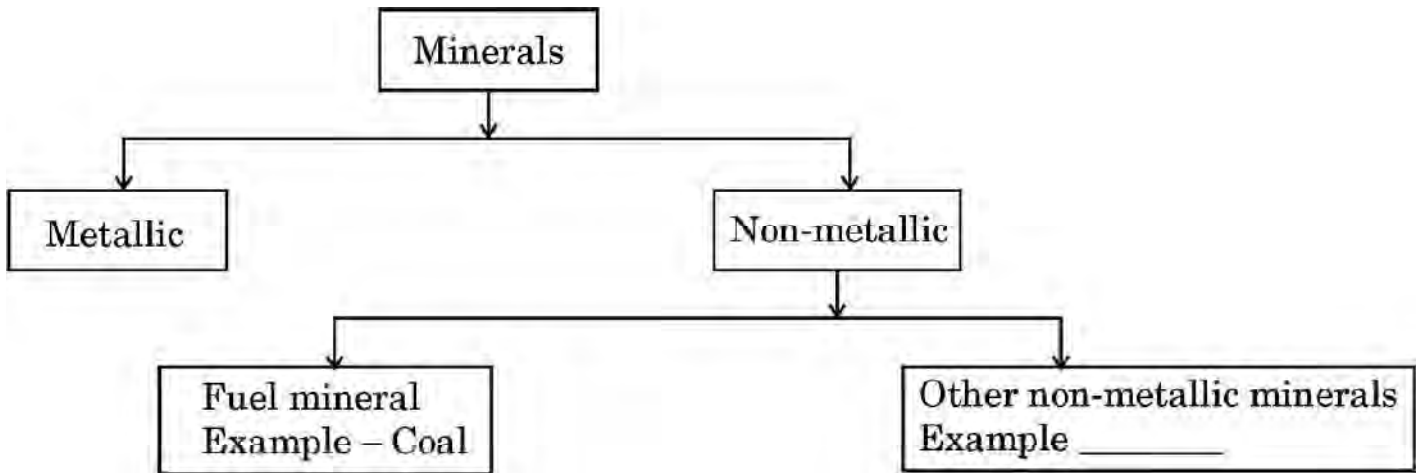 Minerals
Metallic
Non-metallic
Fuel mineral
Example – Coal
Other non-metallic minerals
Example ________